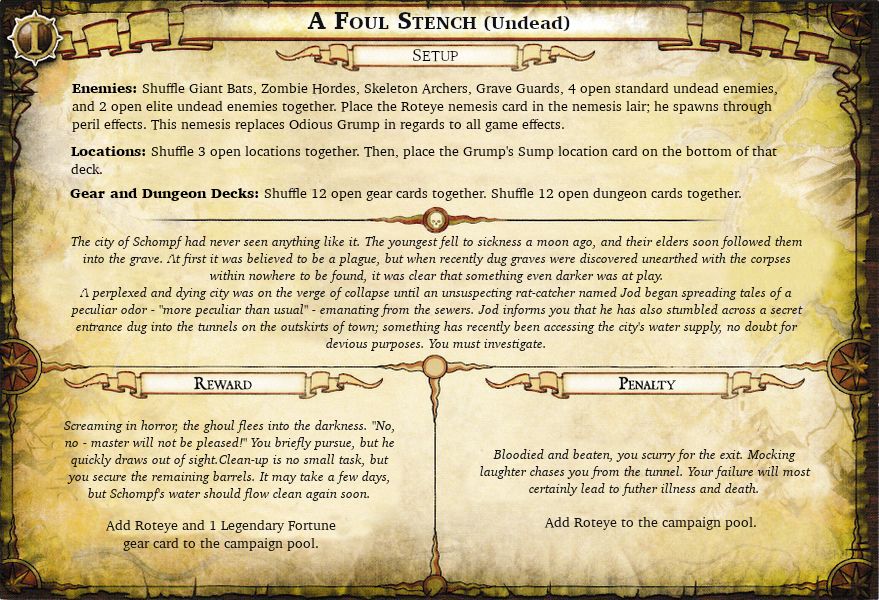 I
A Foul Stench (Undead)
Setup
Enemies: Shuffle Giant Bats, Zombie Hordes, Skeleton Archers, Grave Guards, 4 open standard undead enemies,
and 2 open elite undead enemies together. Place the Roteye nemesis card in the nemesis lair; he spawns through
peril effects. This nemesis replaces Odious Grump in regards to all game effects.
Locations: Shuffle 3 open locations together. Then, place the Grump's Sump location card on the bottom of that
deck.
Gear and Dungeon Decks: Shuffle 12 open gear cards together. Shuffle 12 open dungeon cards together.
The city of Schompf had never seen anything like it. The youngest fell to sickness a moon ago, and their elders soon followed them
into the grave. At first it was believed to be a plague, but when recently dug graves were discovered unearthed with the corpses
within nowhere to be found, it was clear that something even darker was at play.
A perplexed and dying city was on the verge of collapse until an unsuspecting rat-catcher named Jod began spreading tales of a
peculiar odor - "more peculiar than usual" - emanating from the sewers. Jod informs you that he has also stumbled across a secret
entrance dug into the tunnels on the outskirts of town; something has recently been accessing the city's water supply, no doubt for
devious purposes. You must investigate.
Reward
Screaming in horror, the ghoul flees into the darkness. "No,
no - master will not be pleased!" You briefly pursue, but he
quickly draws out of sight.Clean-up is no small task, but
you secure the remaining barrels. It may take a few days,
but Schompf's water should flow clean again soon.
Add Roteye and 1 Legendary Fortune
gear card to the campaign pool.
Penalty
Bloodied and beaten, you scurry for the exit. Mocking
laughter chases you from the tunnel. Your failure will most
certainly lead to futher illness and death.
Add Roteye to the campaign pool.